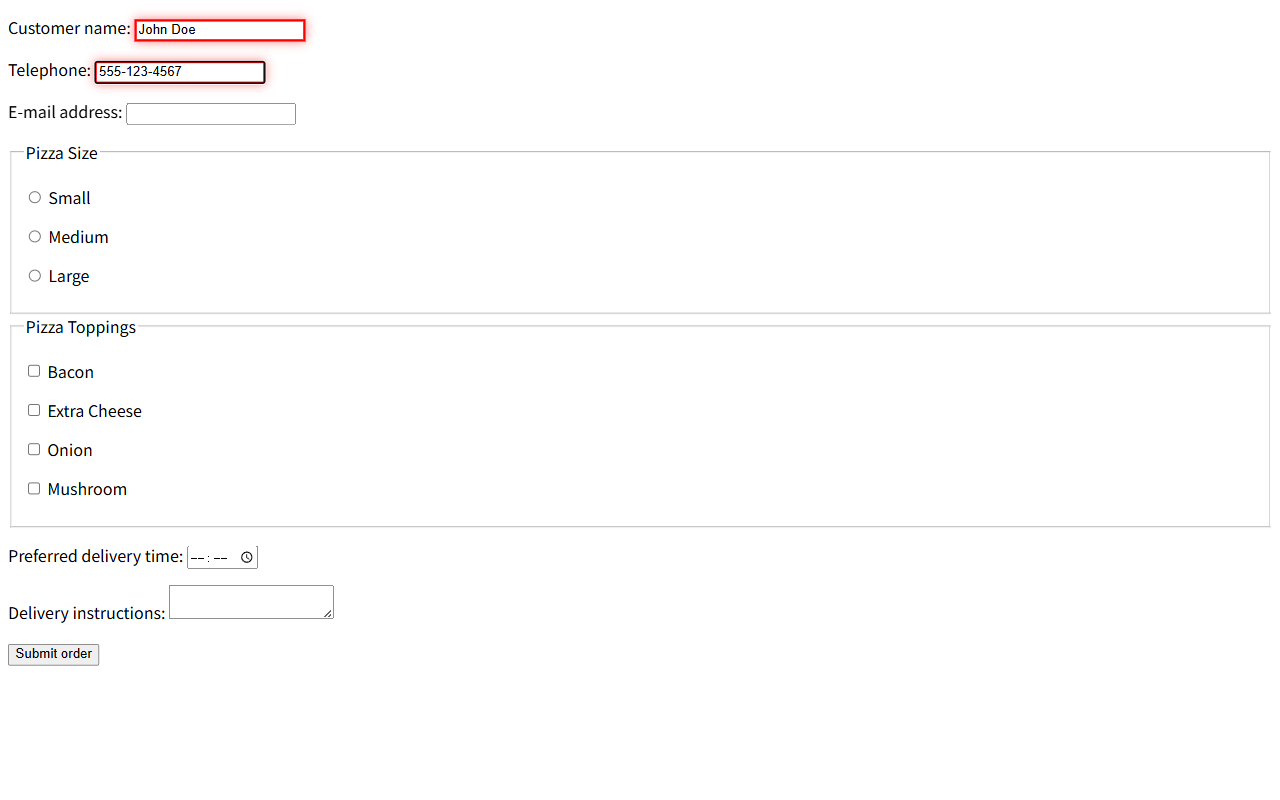 Customer name: John Doe
Telephone: 555-123-4567
E-mail address:
Pizza Size
Small
Medium
Large
Pizza Toppings
Bacon
Extra Cheese
Onion
Mushroom
Preferred delivery time: --:--
Delivery instructions:
Submit order